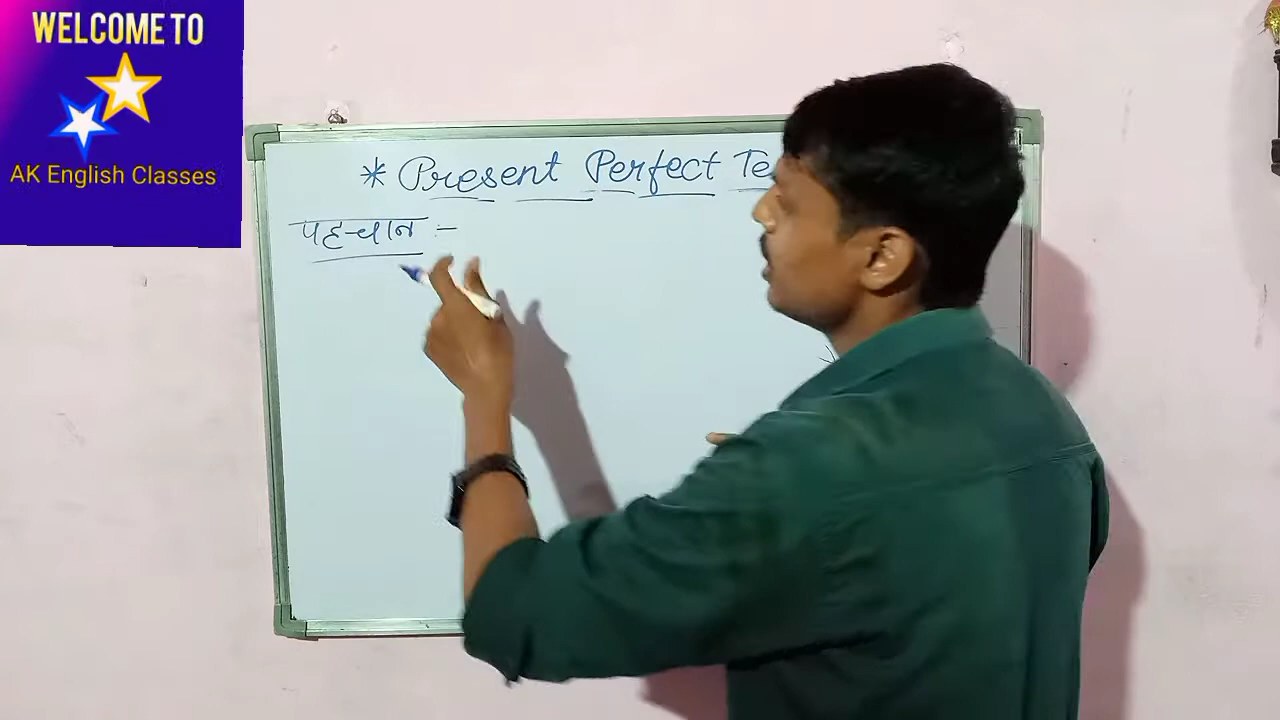 WELCOME TO
AK English Classes
* Present Perfect Te
पहचान :-